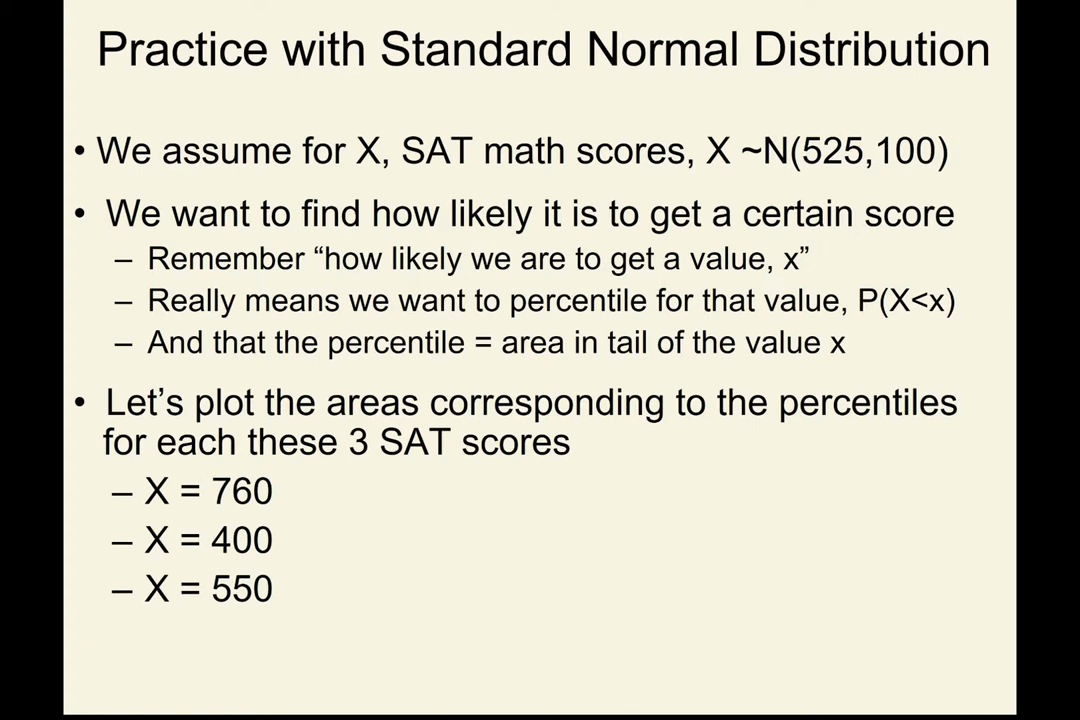 Practice with Standard Normal Distribution
• We assume for X, SAT math scores, X ~N(525,100)
• We want to find how likely it is to get a certain score
– Remember “how likely we are to get a value, x”
– Really means we want to percentile for that value, P(X<x)
– And that the percentile = area in tail of the value x
• Let’s plot the areas corresponding to the percentiles
for each these 3 SAT scores
– X = 760
– X = 400
– X = 550